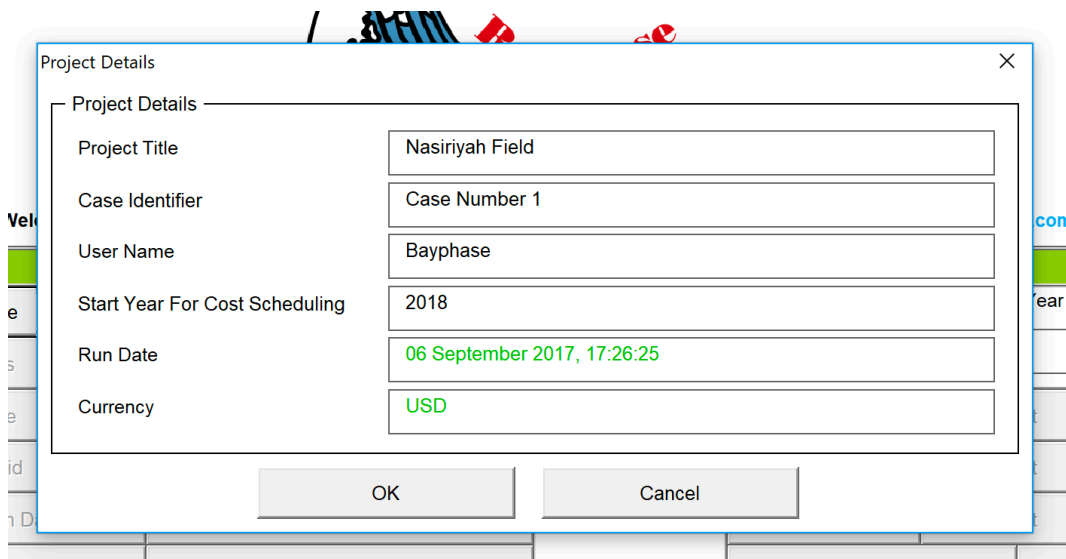 Project Details
Project Details
Project Title
Nasiriyah Field
Case Identifier
Case Number 1
User Name
Bayphase
Start Year For Cost Scheduling
2018
Run Date
06 September 2017, 17:26:25
Currency
USD
OK
Cancel